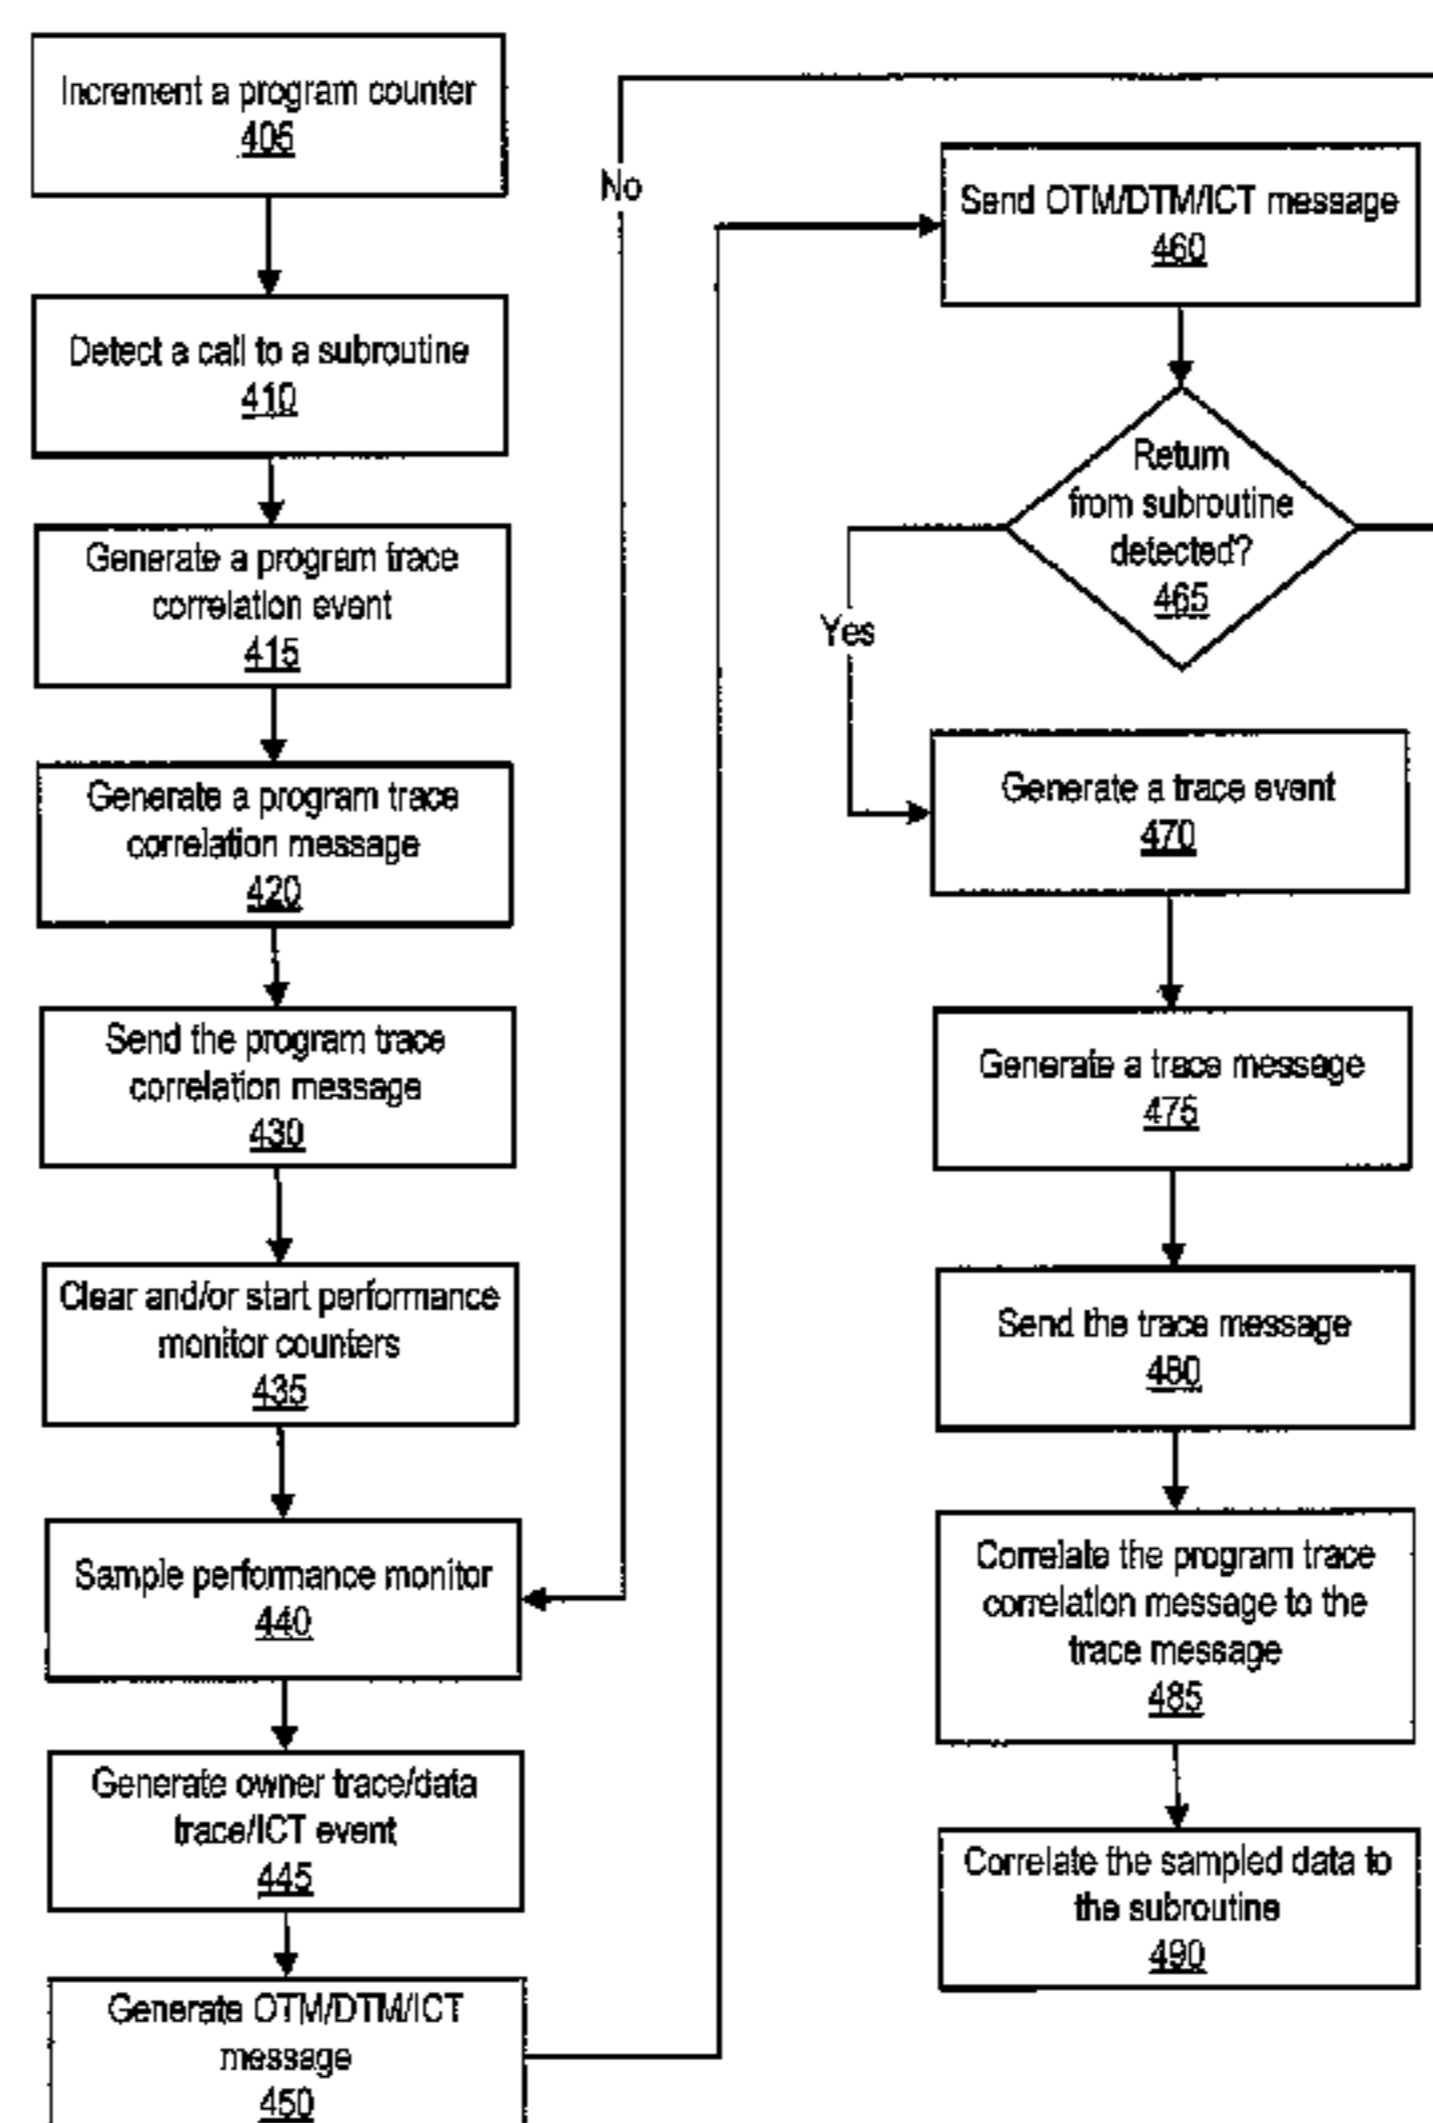 Increment a program counter
405
Detect a call to a subroutine
410
Generate a program trace
correlation event
415
Generate a program trace
correlation message
420
Send the program trace
correlation message
430
Clear and/or start performance
monitor counters
435
Sample performance monitor
440
Generate owner trace/data
trace/ICT event
445
Generate OTM/DTM/ICT
message
450
No
Send OTM/DTM/ICT message
460
Return
from subroutine
detected?
465
Yes
Generate a trace event
470
Generate a trace message
475
Send the trace message
480
Correlate the program trace
correlation message to the
trace message
485
Correlate the sampled data to
the subroutine
490